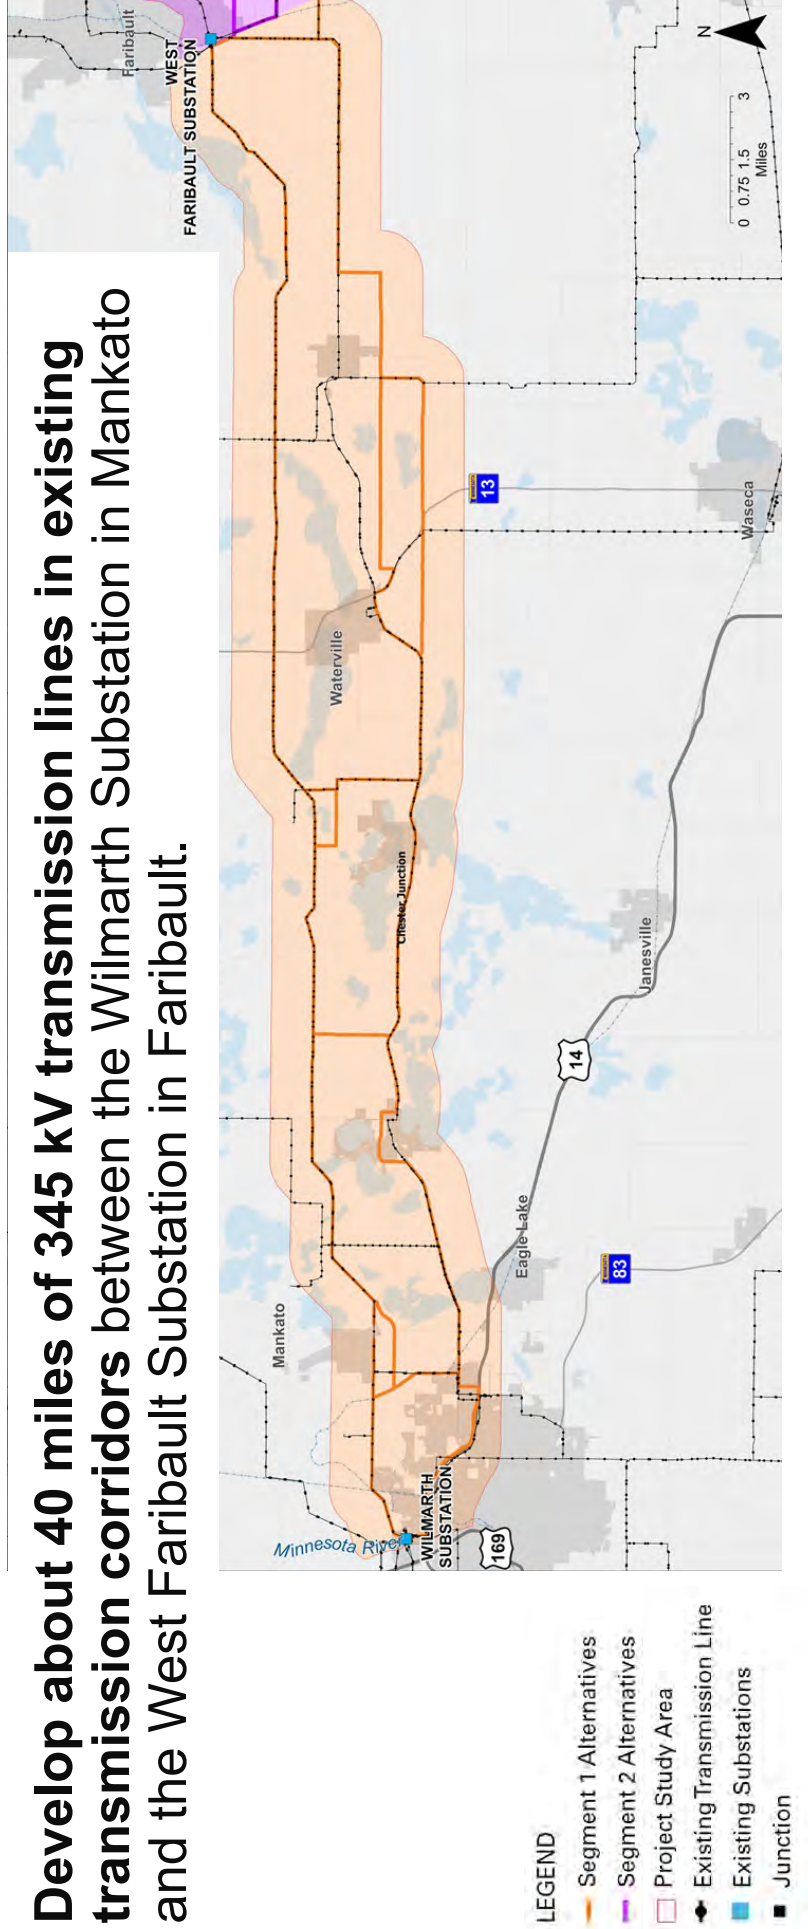 Develop about 40 miles of 345 kV transmission lines in existing
transmission corridors between the Wilmarth Substation in Mankato
and the West Faribault Substation in Faribault.
Faribault
WEST
FARIBAULT SUBSTATION
N
0 0.75 1.5 3
Miles
13
Waseca
Waterville
Chester Junction
Janesville
14
Eagle Lake
83
Mankato
Minnesota River
WILMARTH
SUBSTATION
169
LEGEND
Segment 1 Alternatives
Segment 2 Alternatives
Project Study Area
Existing Transmission Line
Existing Substations
Junction